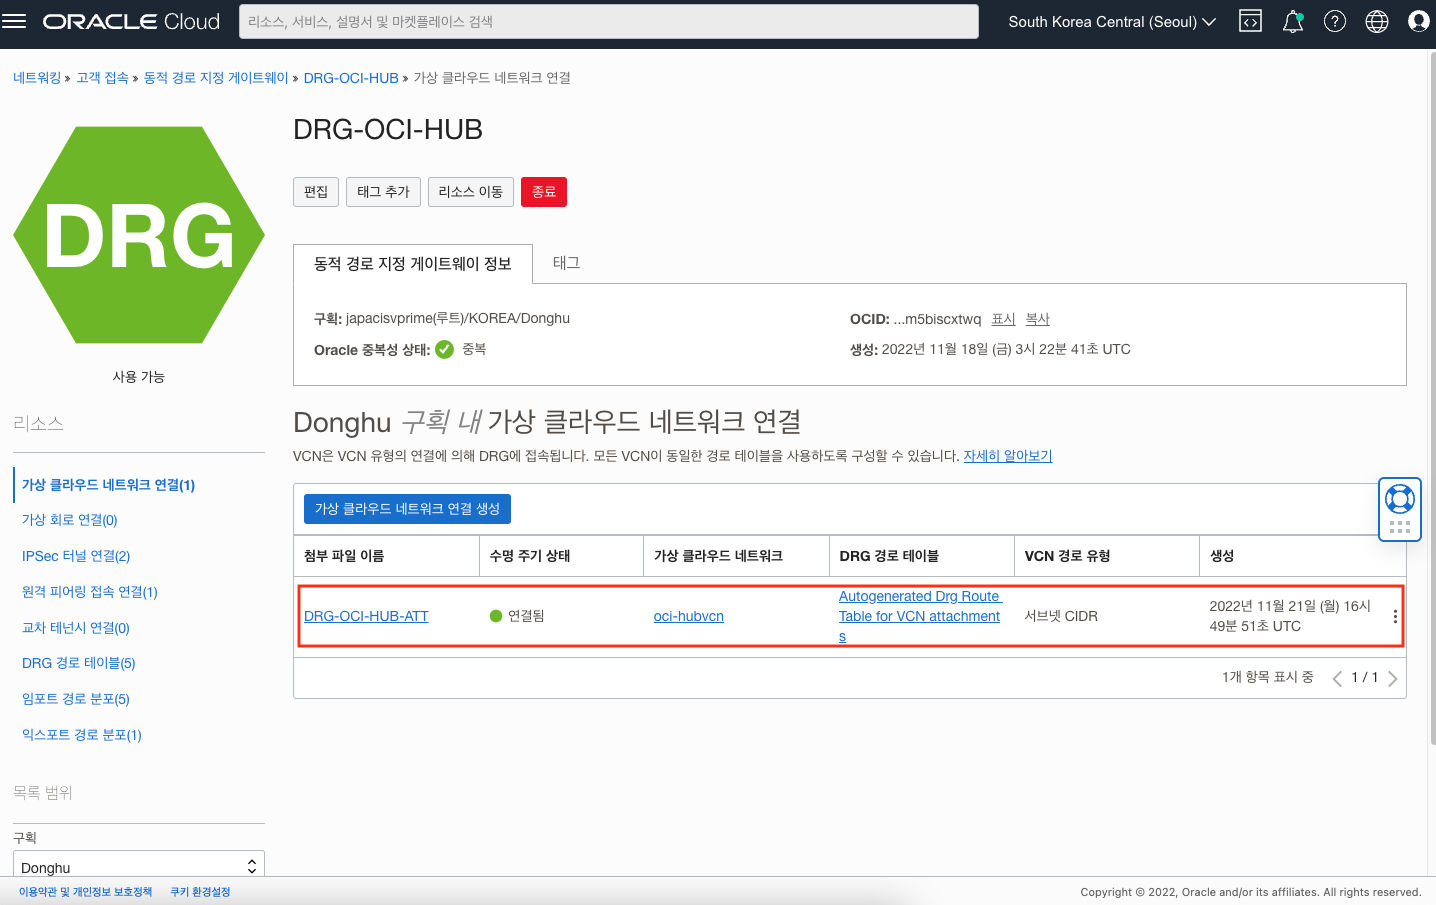 ORACLE Cloud
리소스, 서비스, 설명서 및 마켓플레이스 검색
South Korea Central (Seoul)
네트워킹 » 고객 접속 » 동적 경로 지정 게이트웨이 » DRG-OCI-HUB » 가상 클라우드 네트워크 연결
DRG
사용 가능
DRG-OCI-HUB
편집 태그 추가 리소스 이동 종료
동적 경로 지정 게이트웨이 정보 태그
구획: japacisvprime(루트)/KOREA/Donghu
Oracle 중복성 상태: 중복
OCID: ...m5biscxtwq 표시 복사
생성: 2022년 11월 18일 (금) 3시 22분 41초 UTC
리소스
가상 클라우드 네트워크 연결(1)
가상 회로 연결(0)
IPSec 터널 연결(2)
원격 피어링 접속 연결(1)
교차 테넌시 연결(0)
DRG 경로 테이블(5)
임포트 경로 분포(5)
익스포트 경로 분포(1)
목록 범위
구획
Donghu
Donghu 구획 내 가상 클라우드 네트워크 연결
VCN은 VCN 유형의 연결에 의해 DRG에 접속됩니다. 모든 VCN이 동일한 경로 테이블을 사용하도록 구성할 수 있습니다. 자세히 알아보기
가상 클라우드 네트워크 연결 생성
첨부 파일 이름 수명 주기 상태 가상 클라우드 네트워크 DRG 경로 테이블 VCN 경로 유형 생성
DRG-OCI-HUB-ATT 연결됨 oci-hubvcn
Autogenerated Drg Route
Table for VCN attachment
s
서브넷 CIDR
2022년 11월 21일 (월) 16시
49분 51초 UTC
1개 항목 표시 중 1 / 1
이용약관 및 개인정보 보호정책 쿠키 환경설정
Copyright © 2022, Oracle and/or its affiliates. All rights reserved.